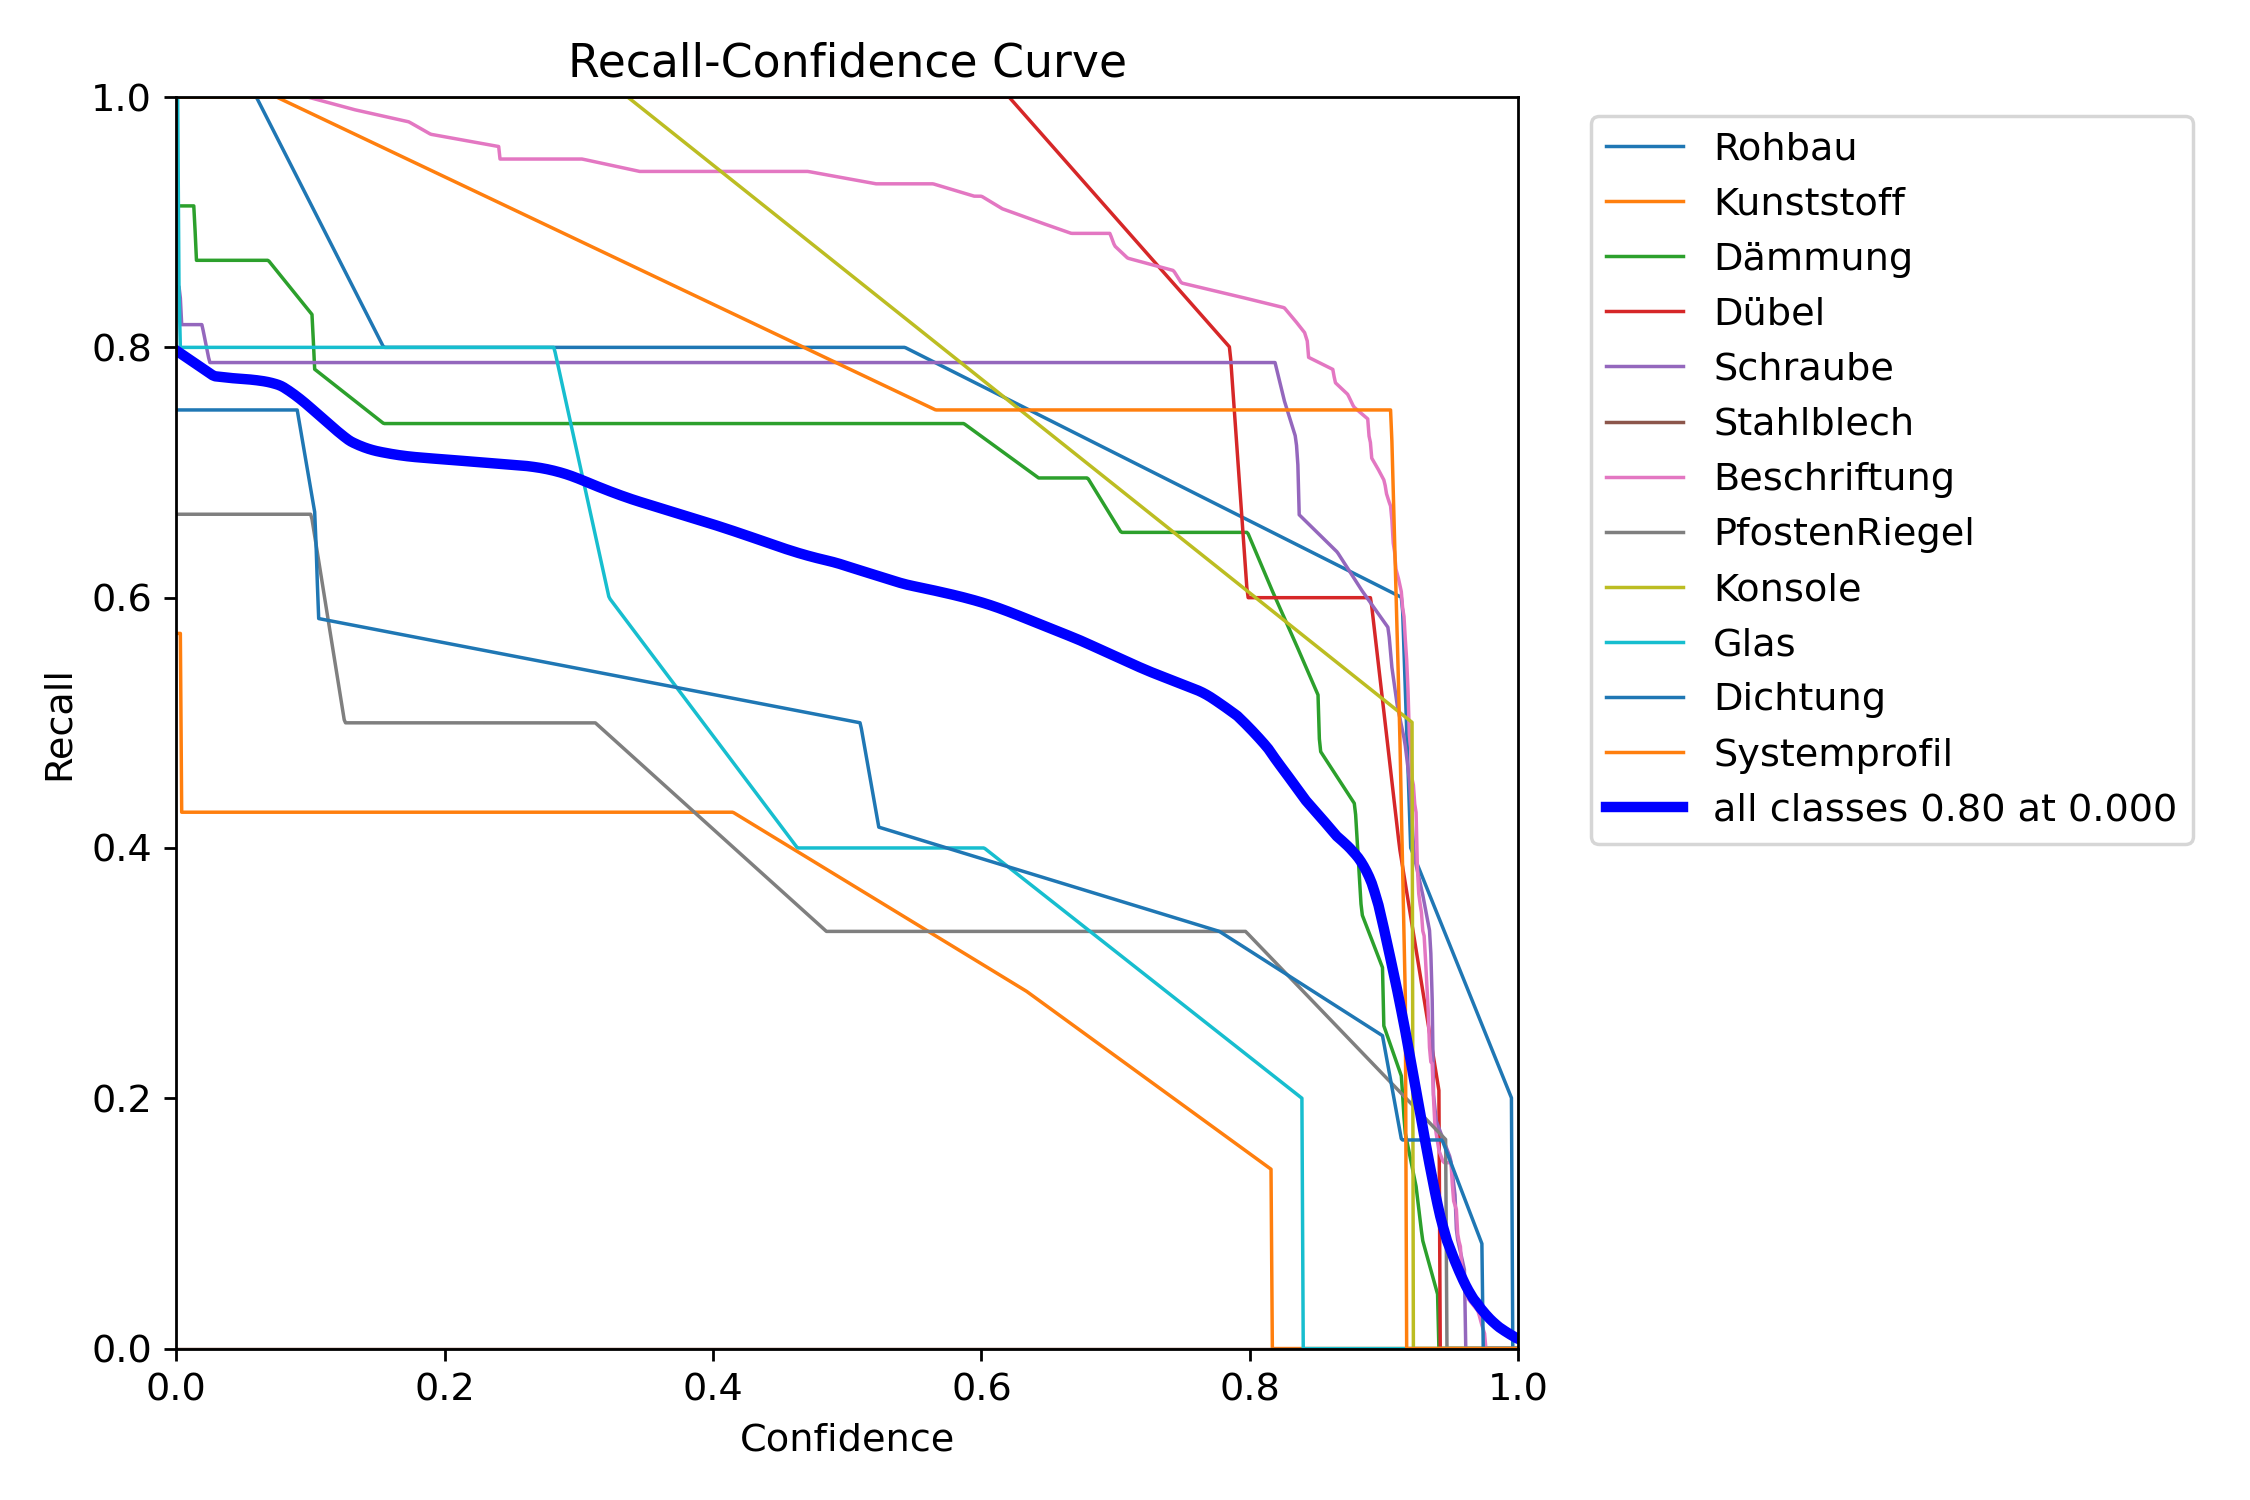 Recall-Confidence Curve
1.0
0.8
0.6
0.4
0.2
0.0
Recall
0.0 0.2 0.4 0.6 0.8 1.0
Confidence
Rohbau
Kunststoff
Dämmung
Dübel
Schraube
Stahlblech
Beschriftung
PfostenRiegel
Konsole
Glas
Dichtung
Systemprofil
all classes 0.80 at 0.000